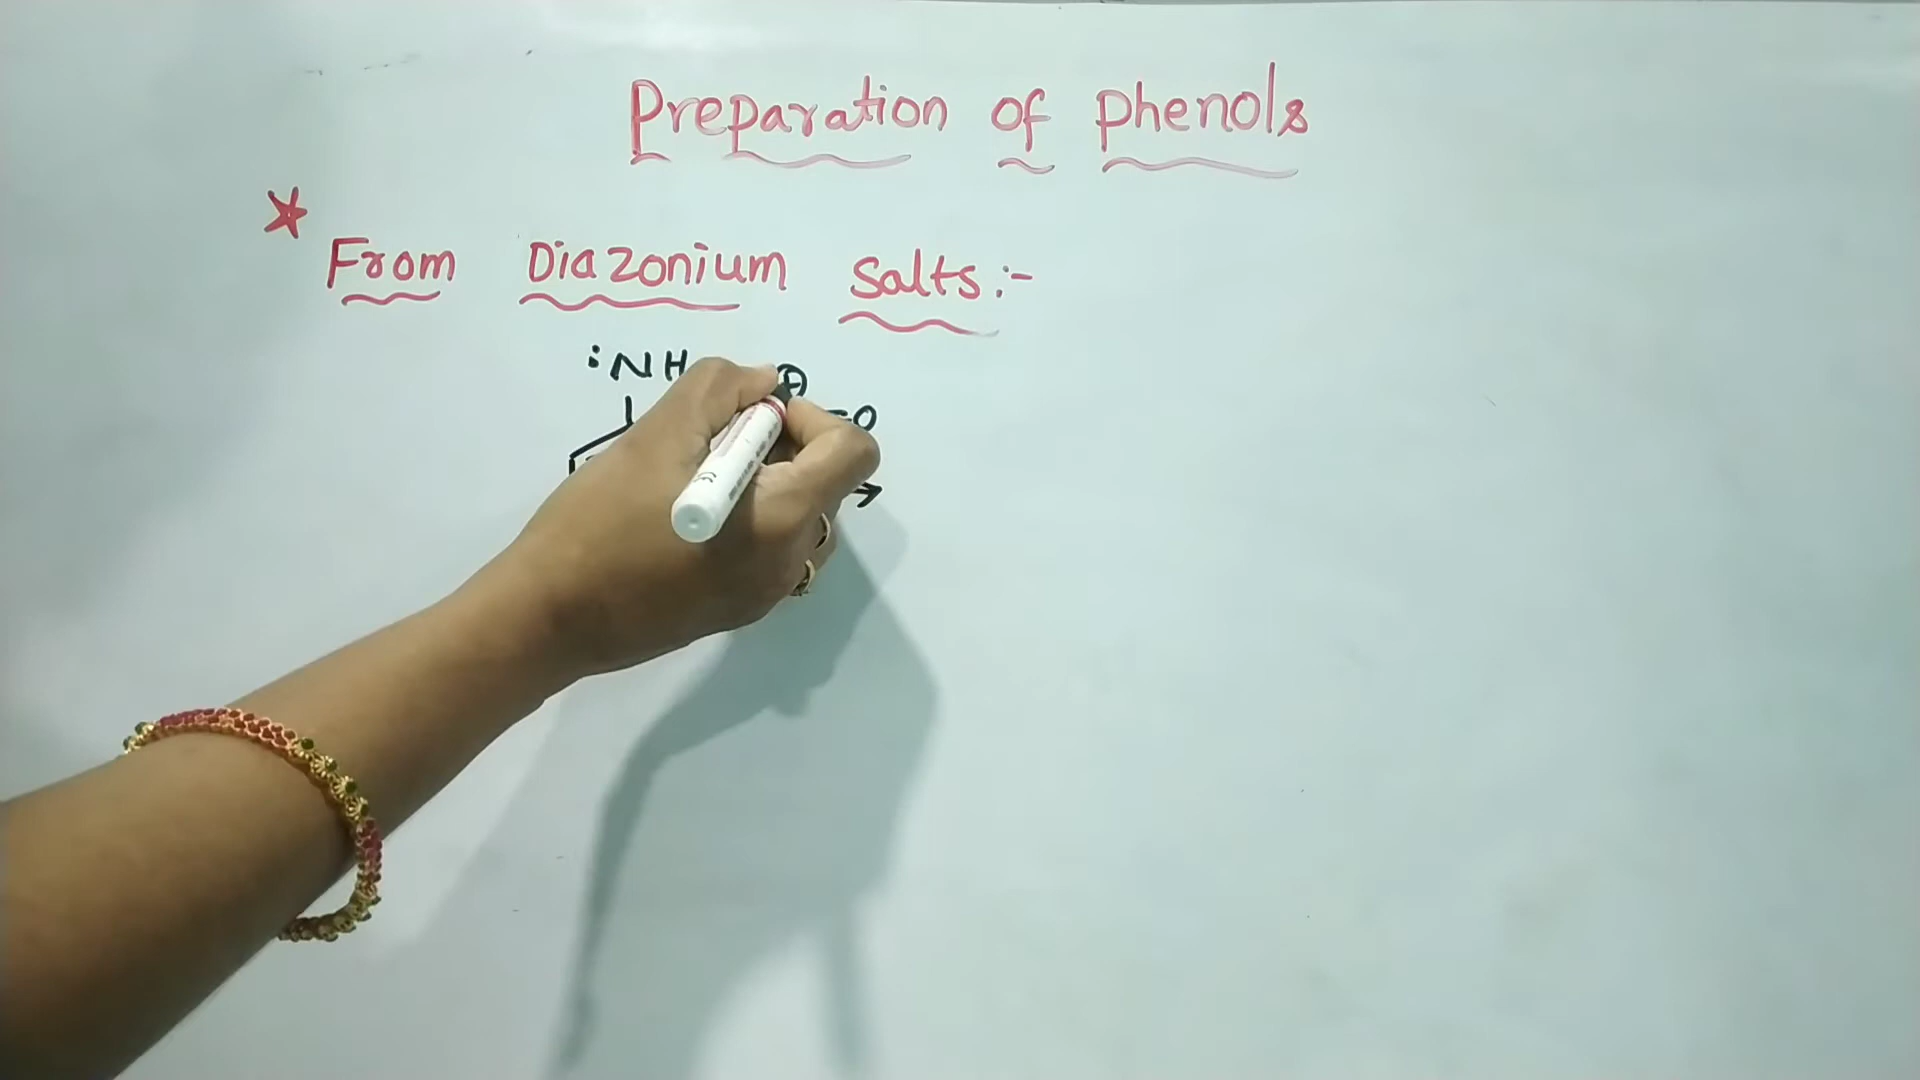 Preparation of phenols
* From Diazonium Salts:-
:NH ⊕
=O